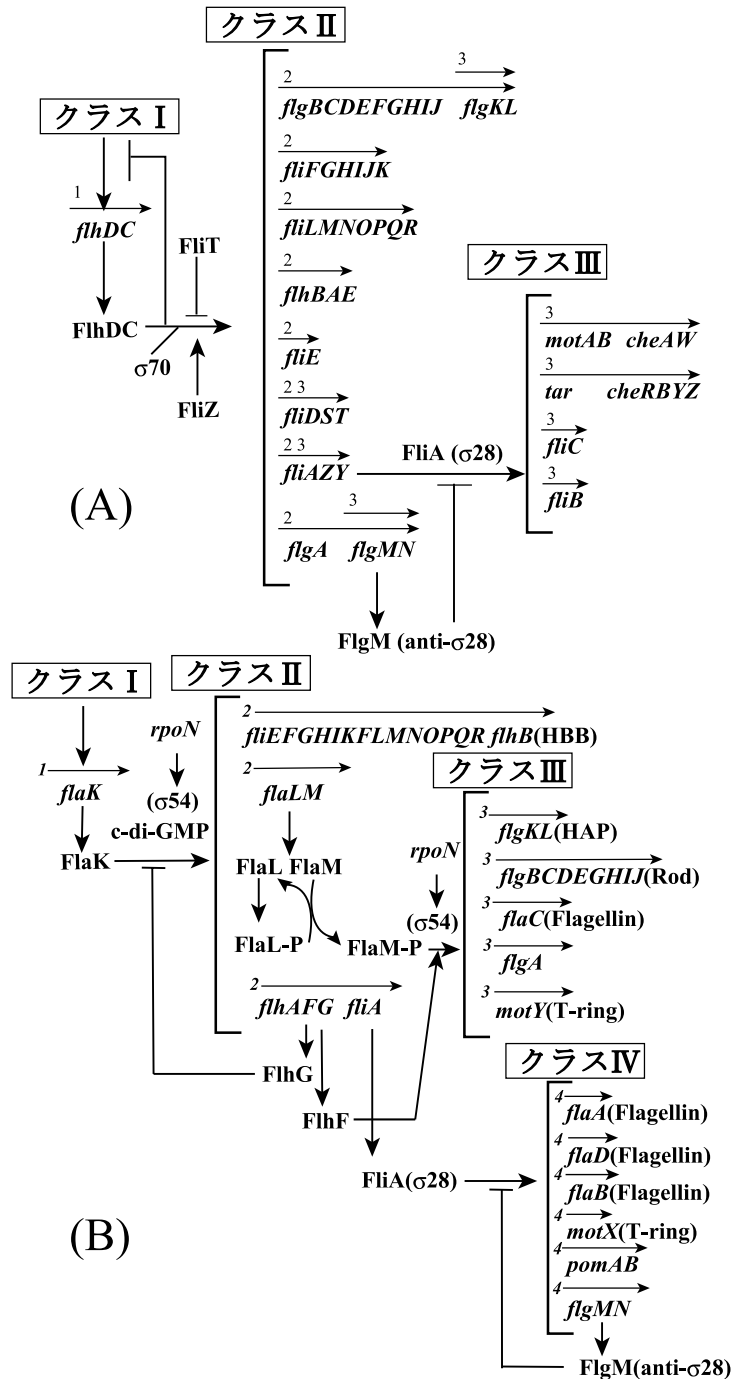 クラスⅡ
2 3
flgBCDEFGHIJ flgKL
クラスⅠ
2
fliFGHIJK
1
flhDC
2
fliLMNOPQR
FliT
2
flhBAE
クラスⅢ
FlhDC
σ70
FliZ
2
fliE
2 3
fliDST
2 3
fliAZY
FliA (σ28)
3
motAB cheAW
3
tar cheRBYZ
3
fliC
3
fliB
(A)
2 3
flgA flgMN
FlgM (anti-σ28)
クラスⅠ
クラスⅡ
rpoN
2
fliEFGHIKFLMNOPQR flhB(HBB)
1
flaK
(σ54)
c-di-GMP
2
flaLM
クラスⅢ
FlaK
FlaL FlaM
rpoN
3
flgKL(HAP)
3
flgBCDEGHIJ(Rod)
FlaL-P
FlaM-P
(σ54)
3
flaC(Flagellin)
3
flgA
2
flhAFG fliA
3
motY(T-ring)
FlhG
クラスⅣ
FlhF
4
flaA(Flagellin)
FliA(σ28)
4
flaD(Flagellin)
4
flaB(Flagellin)
(B)
4
motX(T-ring)
4
pomAB
4
flgMN
FlgM(anti-σ28)